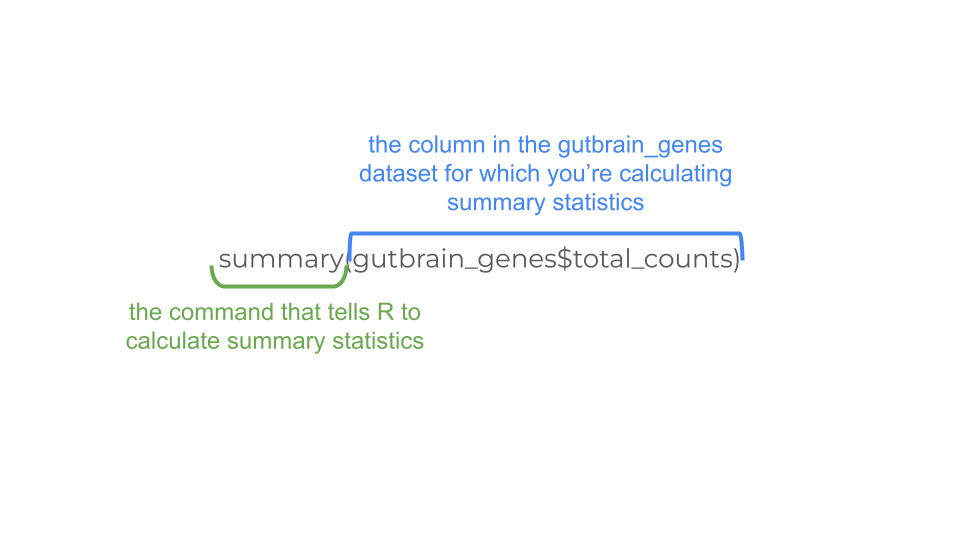 the column in the gutbrain_genes
dataset for which you’re calculating
summary statistics
summary(gutbrain_genes$total_counts)
the command that tells R to
calculate summary statistics